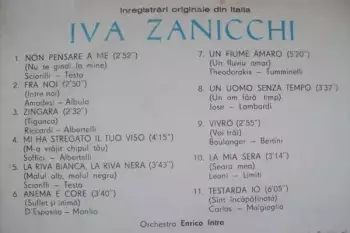 Inregistrări originale din Italia
IVA ZANICCHI
1. NON PENSARE A ME (2'52")
(Nu te gîndi la mine)
Sciorilli - Testa
2. FRA NOI (2'50")
(Intre noi)
Amadesi - Albula
3. ZINGARA (2'32")
(Tiganca)
Riccardi - Albertelli
4. MI HA STREGATO IL TUO VISO (4'15")
(M-a vrăjit chipul tău)
Soffici - Albertelli
5. LA RIVA BIANCA, LA RIVA NERA (3'43")
(Malul alb, malul negru)
Sciorilli - Testa
6. ANEMA E CORE (3'40")
(Suflet și inimă)
D'Esposito - Manlio
7. UN FIUME AMARO (5'20")
(Un fluviu amar)
Theodorakis - Tumminelli
8. UN UOMO SENZA TEMPO (3'37")
(Un om fără timp)
Jose - Lombardi
9. VIVRO (2'55")
(Voi trăi)
Boulanger - Bertini
10. LA MIA SERA (3'14")
(Seara mea)
Leoni - Limiti
11. TESTARDA IO (6'05")
(Sînt încăpățînată)
Carlos - Malgioglio
Orchestra Enrico Intra